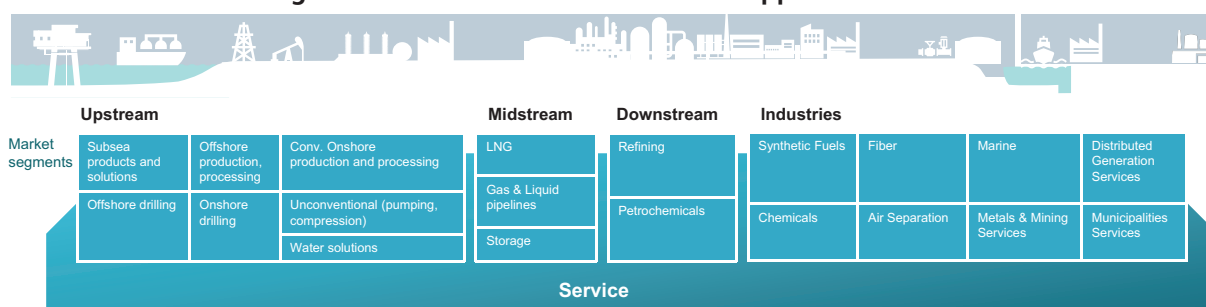 Upstream
Midstream
Downstream
Industries
Market
segments
Subsea
products and
solutions
Offshore
production,
processing
Conv. Onshore
production and processing
Offshore drilling
Onshore
drilling
Unconventional (pumping,
compression)
Water solutions
LNG
Gas & Liquid
pipelines
Storage
Refining
Petrochemicals
Synthetic Fuels
Fiber
Marine
Distributed
Generation
Services
Chemicals
Air Separation
Metals & Mining
Services
Municipalities
Services
Service